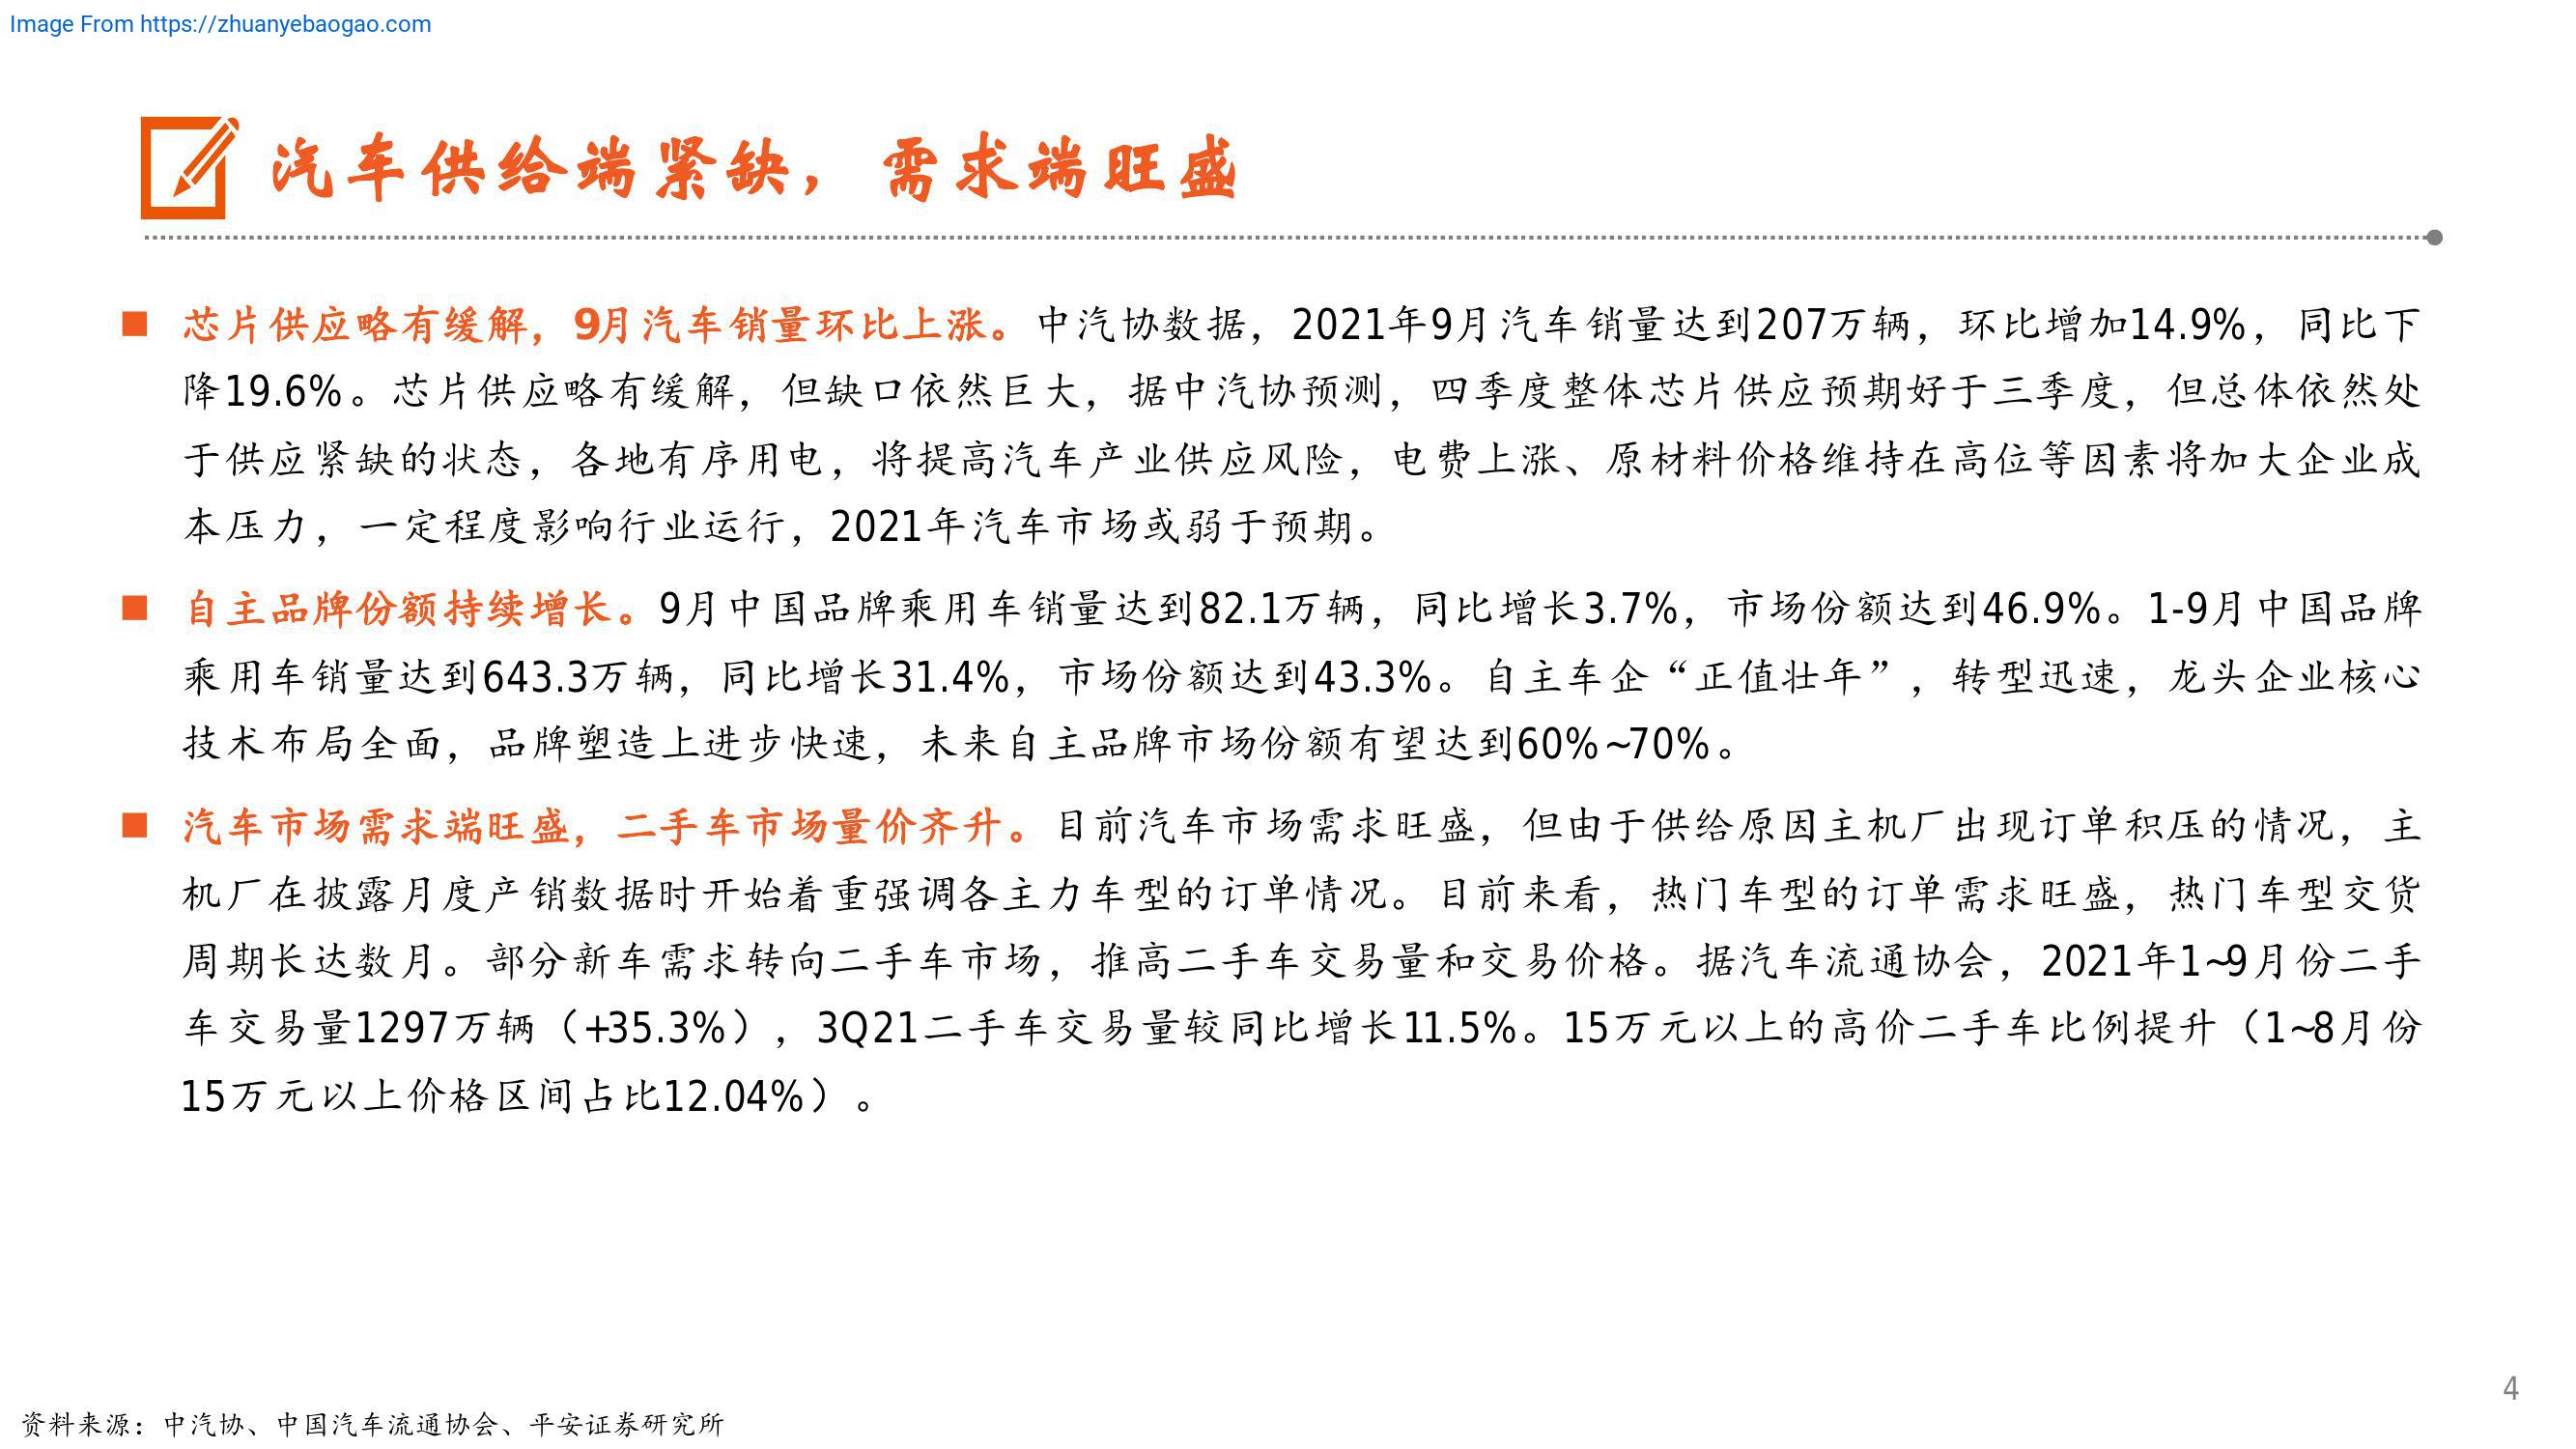 Image From https://zhuanyebaogao.com
汽车供给端紧缺，需求端旺盛
■ 芯片供应略有缓解，9月汽车销量环比上涨。中汽协数据，2021年9月汽车销量达到207万辆，环比增加14.9%，同比下
降19.6%。芯片供应略有缓解，但缺口依然巨大，据中汽协预测，四季度整体芯片供应预期好于三季度，但总体依然处
于供应紧缺的状态，各地有序用电，将提高汽车产业供应风险，电费上涨、原材料价格维持在高位等因素将加大企业成
本压力，一定程度影响行业运行，2021年汽车市场或弱于预期。
■ 自主品牌份额持续增长。9月中国品牌乘用车销量达到82.1万辆，同比增长3.7%，市场份额达到46.9%。1-9月中国品牌
乘用车销量达到643.3万辆，同比增长31.4%，市场份额达到43.3%。自主车企“正值壮年”，转型迅速，龙头企业核心
技术布局全面，品牌塑造上进步快速，未来自主品牌市场份额有望达到60%~70%。
■ 汽车市场需求端旺盛，二手车市场量价齐升。目前汽车市场需求旺盛，但由于供给原因主机厂出现订单积压的情况，主
机厂在披露月度产销数据时开始着重强调各主力车型的订单情况。目前来看，热门车型的订单需求旺盛，热门车型交货
周期长达数月。部分新车需求转向二手车市场，推高二手车交易量和交易价格。据汽车流通协会，2021年1~9月份二手
车交易量1297万辆（+35.3%），3Q21二手车交易量较同比增长11.5%。15万元以上的高价二手车比例提升（1~8月份
15万元以上价格区间占比12.04%）。
4
资料来源：中汽协、中国汽车流通协会、平安证券研究所